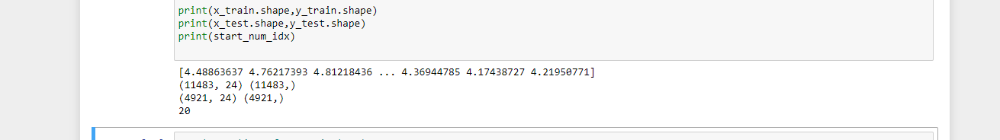 print(x_train.shape,y_train.shape)
print(x_test.shape,y_test.shape)
print(start_num_idx)
[4.48863637 4.76217393 4.81218436 ... 4.36944785 4.17438727 4.21950771]
(11483, 24) (11483,)
(4921, 24) (4921,)
20